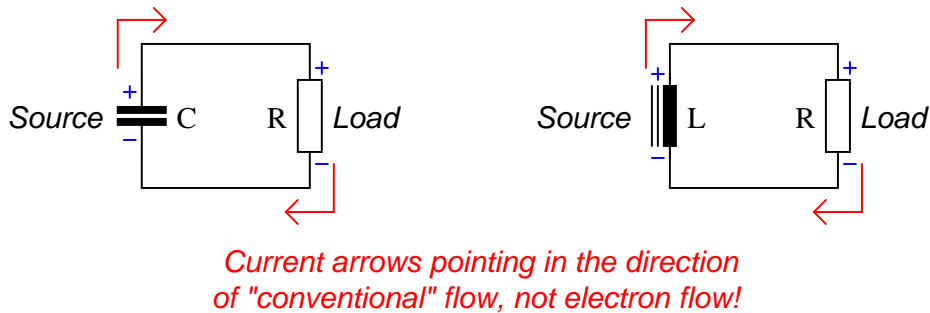 + + + +
Source C R Load Source L R Load
− − − −
Current arrows pointing in the direction
of "conventional" flow, not electron flow!